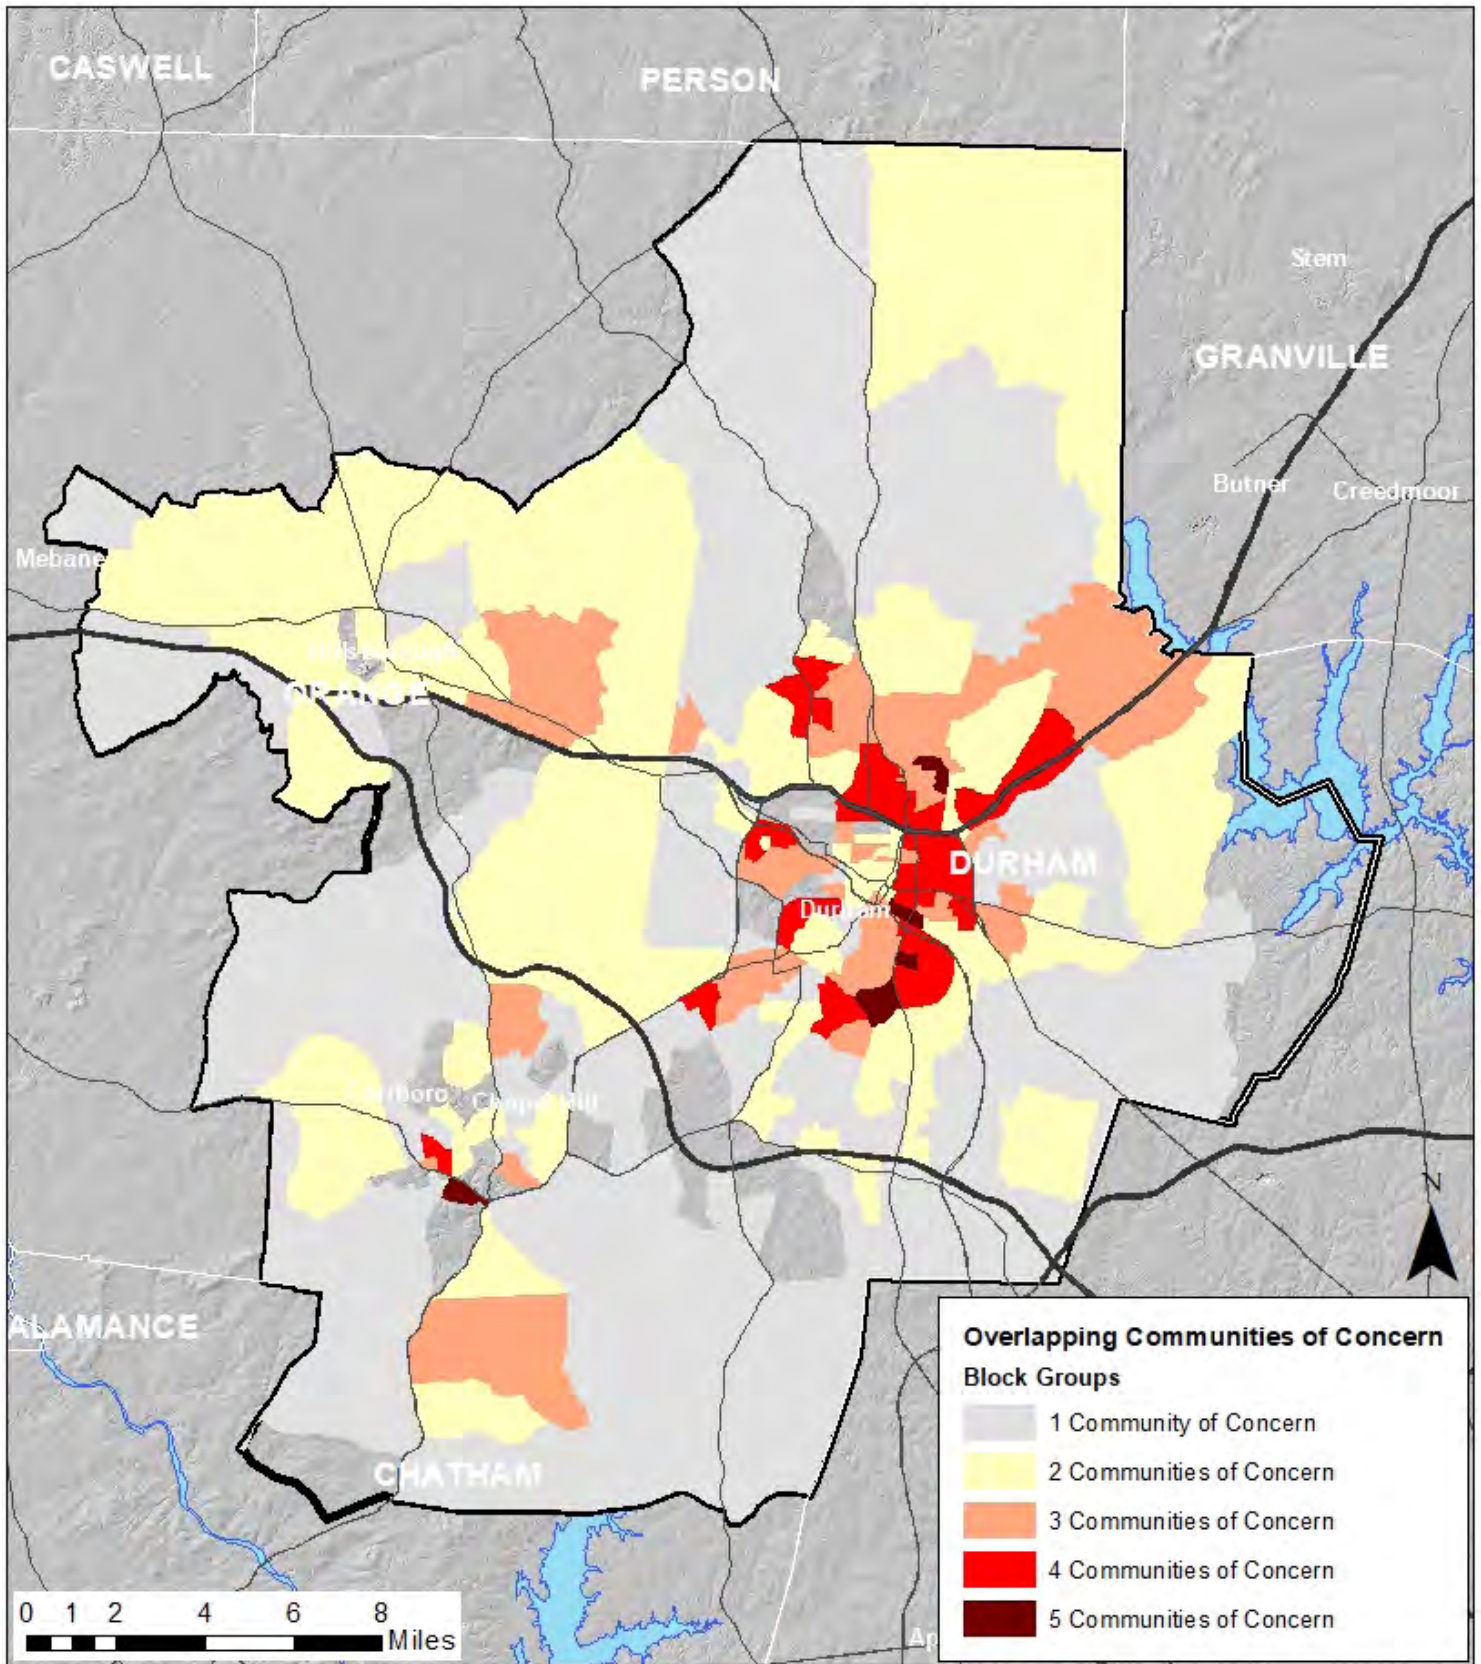 CASWELL
PERSON
Stem
GRANVILLE
Butner
Creedmoor
Mebane
ORANGE
DURHAM
Durham
Chapel Hill
ALAMANCE
CHATHAM
N
Overlapping Communities of Concern
Block Groups
1 Community of Concern
2 Communities of Concern
3 Communities of Concern
4 Communities of Concern
5 Communities of Concern
0 1 2 4 6 8
Miles
Ap